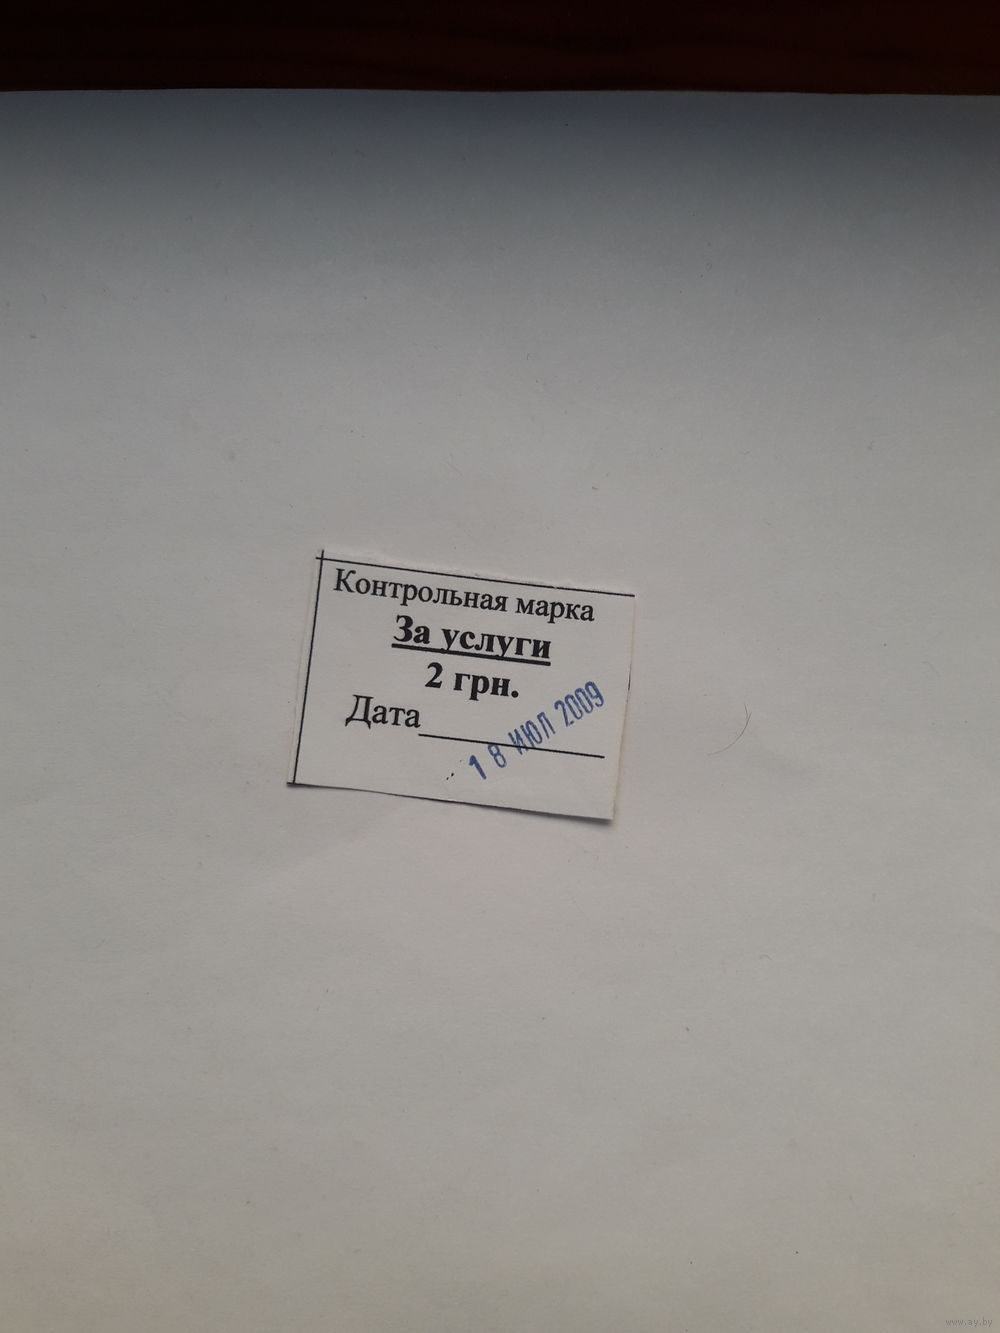 Контрольная марка
За услуги
2 грн.
Дата
18 ИЮЛ 2009
www.ay.by